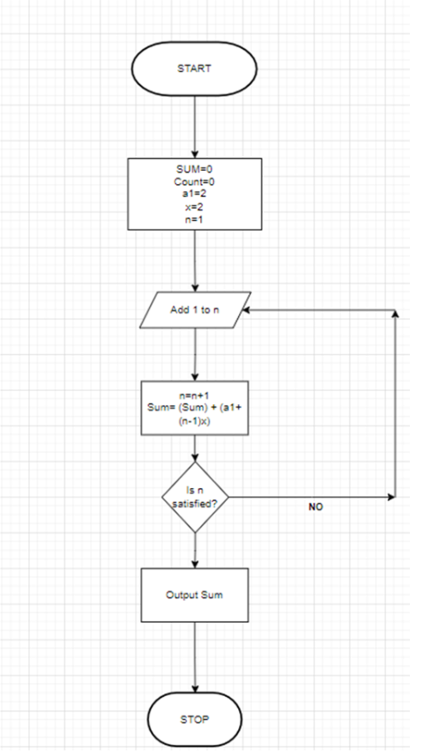 START
SUM=0
Count=0
a1=2
x=2
n=1
Add 1 to n
n=n+1
Sum= (Sum) + (a1+
(n-1)x)
Is n
satisfied?
NO
Output Sum
STOP